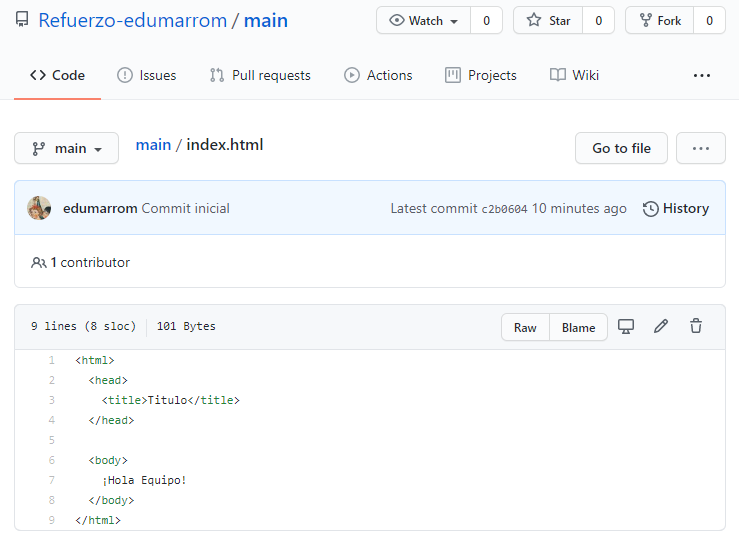 Refuerzo-edumarrom / main
Watch 0 Star 0 Fork 0
Code Issues Pull requests Actions Projects Wiki ...
main main / index.html Go to file ...
edumarrom Commit inicial Latest commit c2b0604 10 minutes ago History
1 contributor
9 lines (8 sloc) 101 Bytes Raw Blame
1 <html>
2 <head>
3 <title>Titulo</title>
4 </head>
5
6 <body>
7 ¡Hola Equipo!
8 </body>
9 </html>